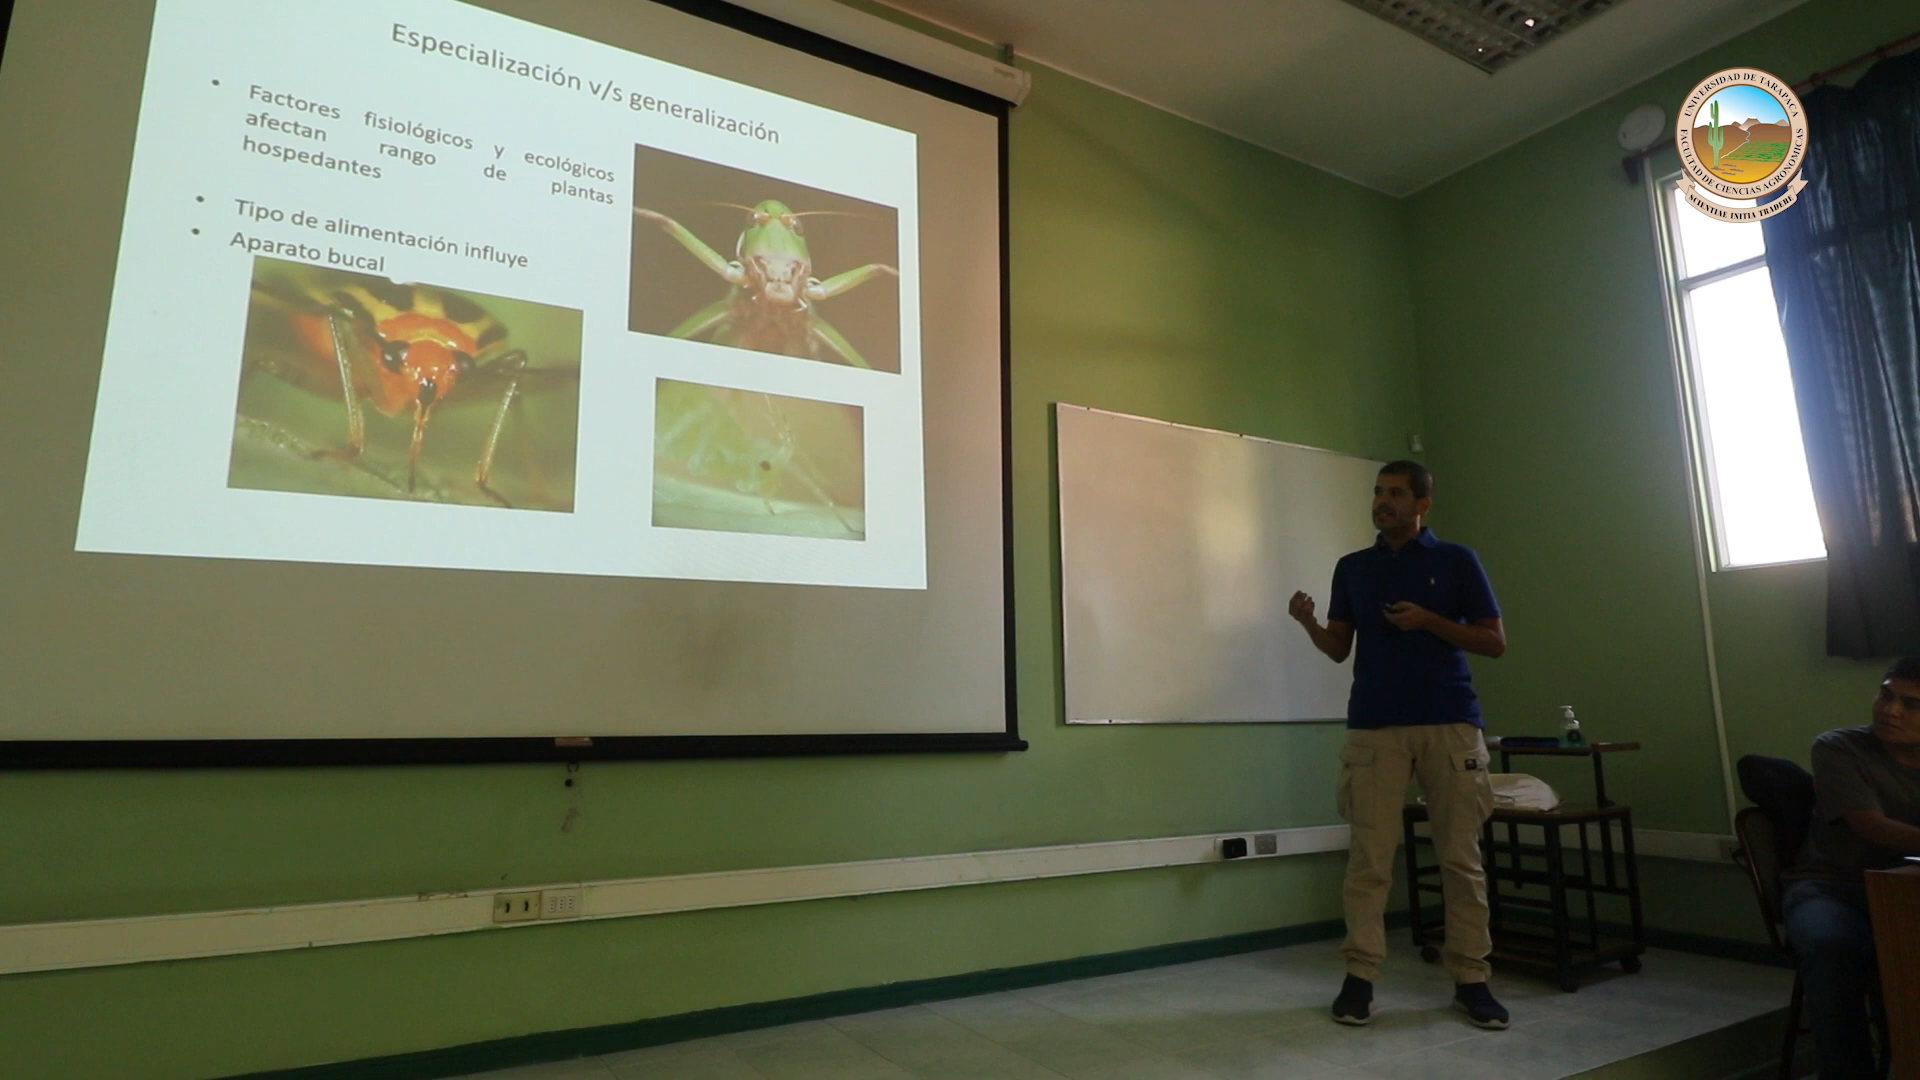 Especialización v/s generalización
• Factores fisiológicos y ecológicos
afectan rango de plantas
hospedantes
• Tipo de alimentación influye
• Aparato bucal
UNIVERSIDAD DE TARAPACA
FACULTAD DE CIENCIAS AGRONOMICAS
SCIENTIAE INITIA TRADERE